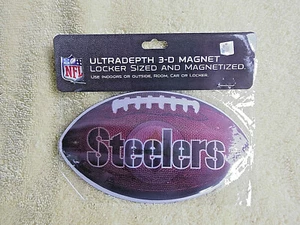 NFL
ULTRADEPTH 3-D MAGNET
LOCKER SIZED AND MAGNETIZED.
USE INDOORS OR OUTSIDE, ROOM, CAR OR LOCKER.
Steelers